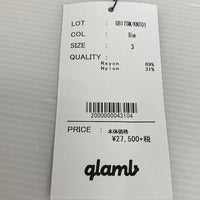 LOT : GB17SM/KNT01
COL : Blue
SIZE : 3
QUALITY :
Rayon 69%
Nylon 31%
2000000043104
PRICE : 本体価格
¥27,500+税
glamb